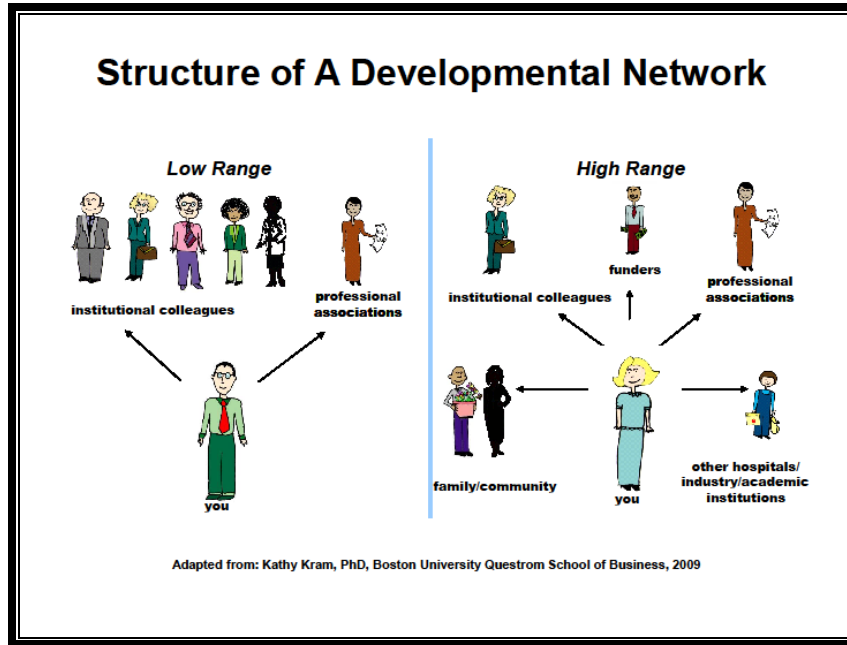 Structure of A Developmental Network
Low Range
institutional colleagues
professional
associations
you
High Range
funders
institutional colleagues
professional
associations
family/community
you
other hospitals/
industry/academic
institutions
Adapted from: Kathy Kram, PhD, Boston University Questrom School of Business, 2009